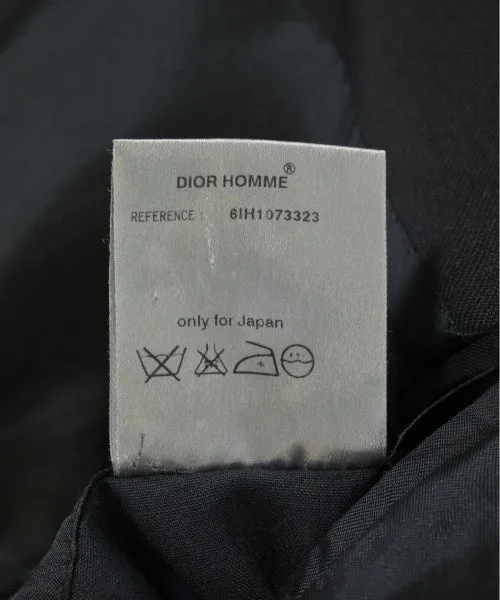 DIOR HOMME®
REFERENCE : 6IH1073323
only for Japan